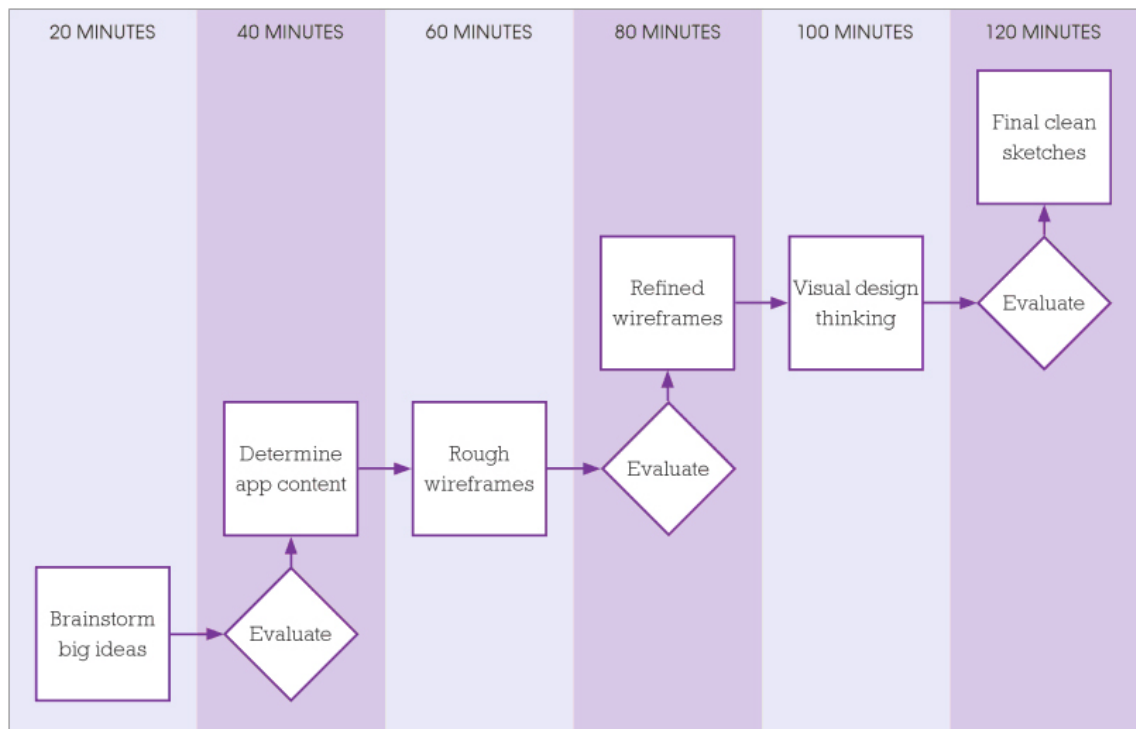 20 MINUTES
40 MINUTES
60 MINUTES
80 MINUTES
100 MINUTES
120 MINUTES
Brainstorm
big ideas
Evaluate
Determine
app content
Rough
wireframes
Evaluate
Refined
wireframes
Visual design
thinking
Evaluate
Final clean
sketches